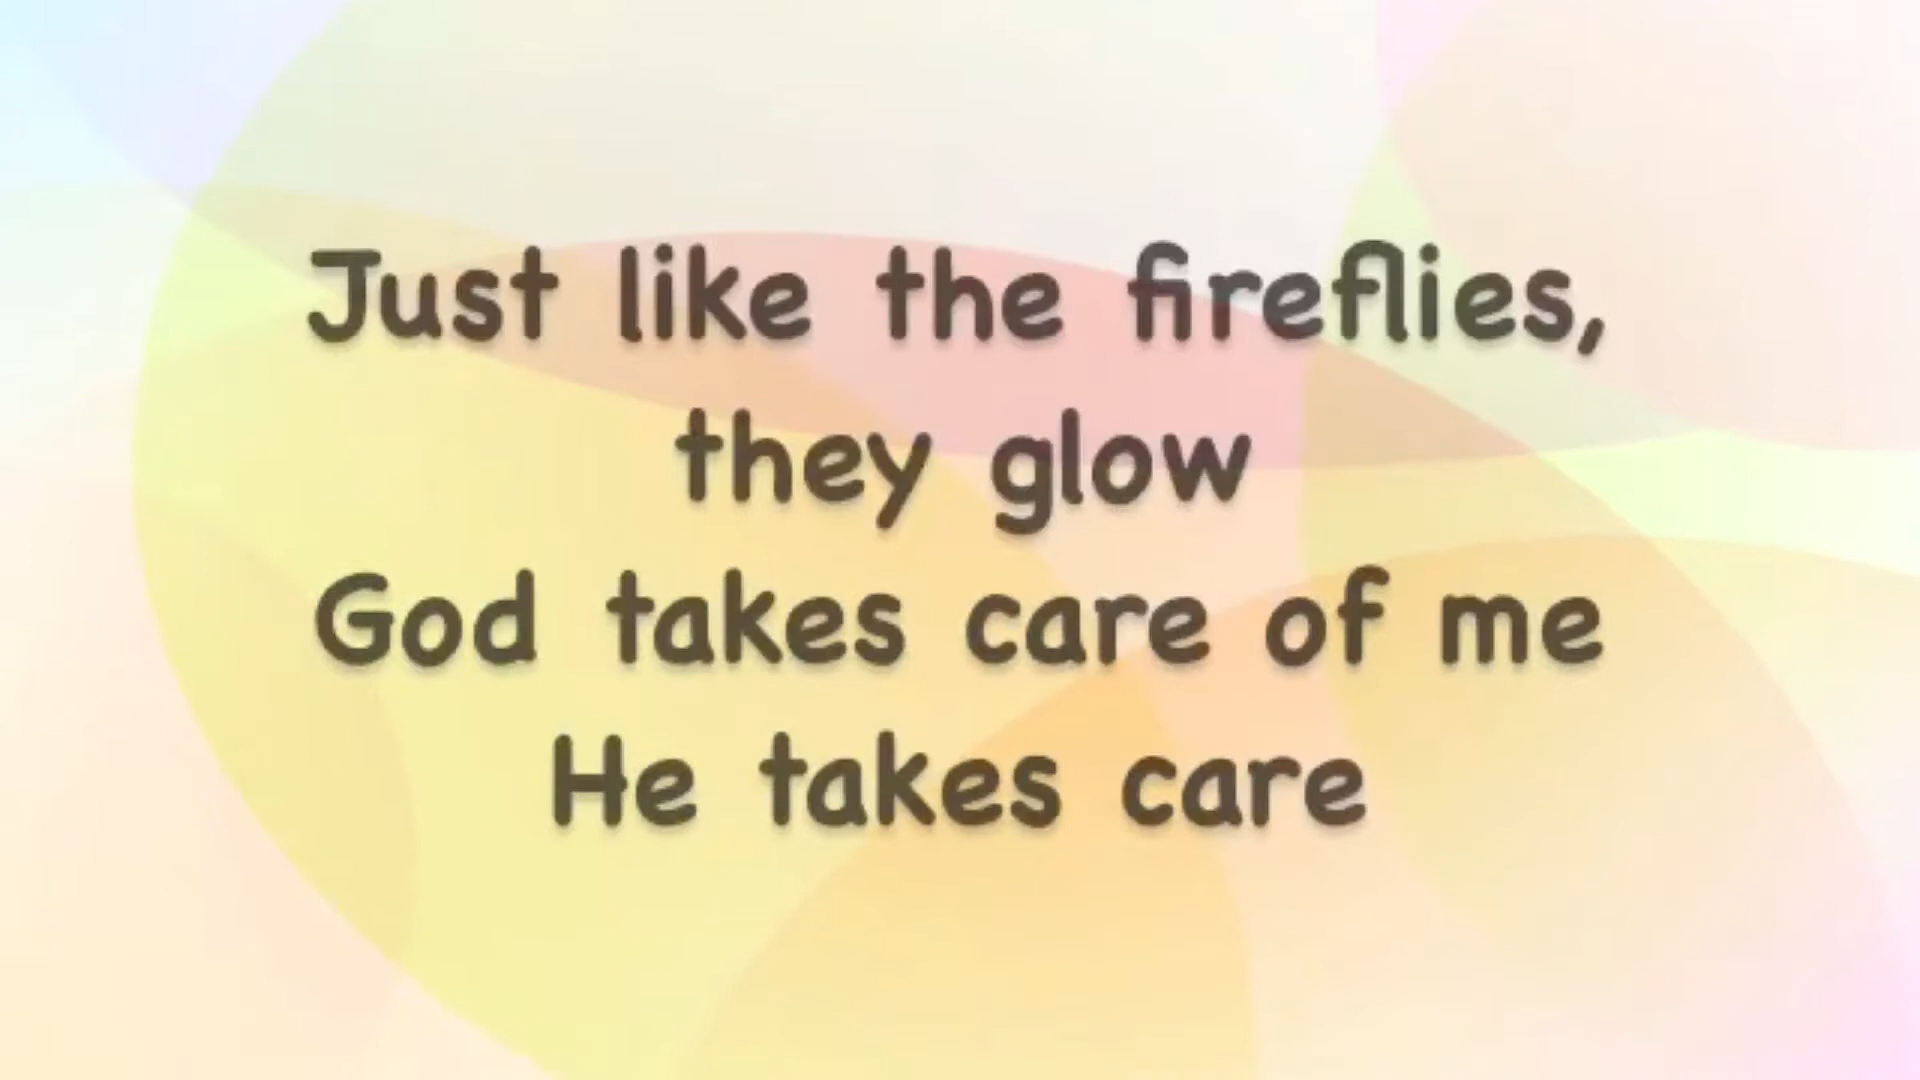 Just like the fireflies,
they glow
God takes care of me
He takes care